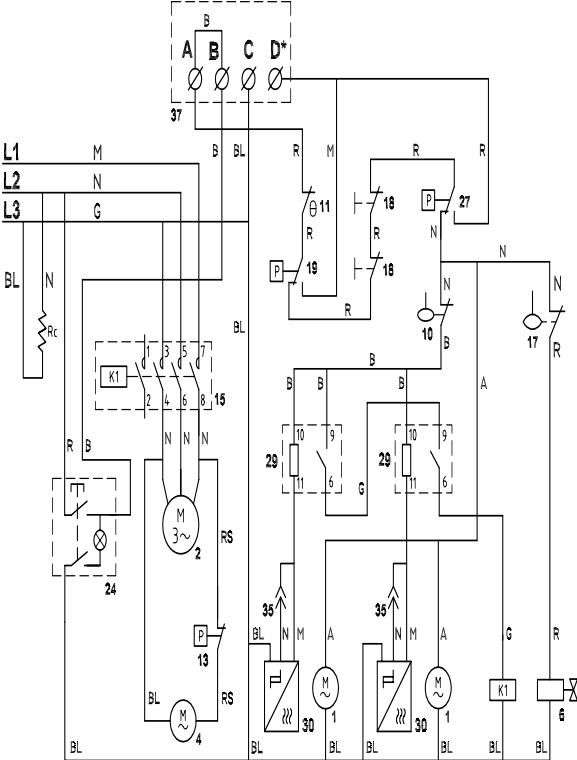 B
A B C D*
37
L1 M B BL R M R R
L2 N
L3 G
R 11 18 P 27
BL N R R N
P 19 18 N
BL R N N
Rc 10 17
1 3 5 7 B R
K1 B
2 4 6 8 15 B B B A
R B N N N 10 9 10 9
29 29
11 6 11 6
G
M
3~
2 RS
24
35 35
P 13 BL N M A N M A G R
BL RS M
~ M
~ K1
M
~
4 30 1 30 1 6
BL BL BL BL BL BL